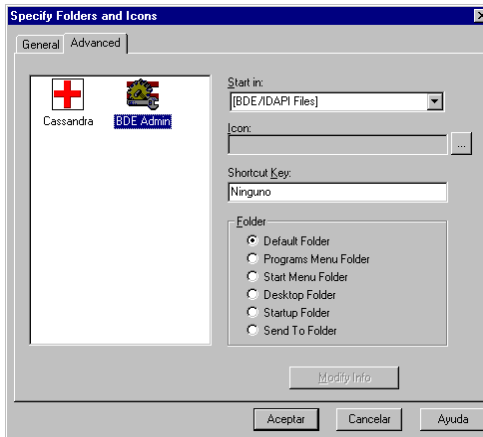 Specify Folders and Icons
General Advanced
Cassandra BDE Admin
Start in:
[BDE/IDAPI Files]
Icon:
...
Shortcut Key:
Ninguno
Folder
Default Folder
Programs Menu Folder
Start Menu Folder
Desktop Folder
Startup Folder
Send To Folder
Modify Info
Aceptar Cancelar Ayuda